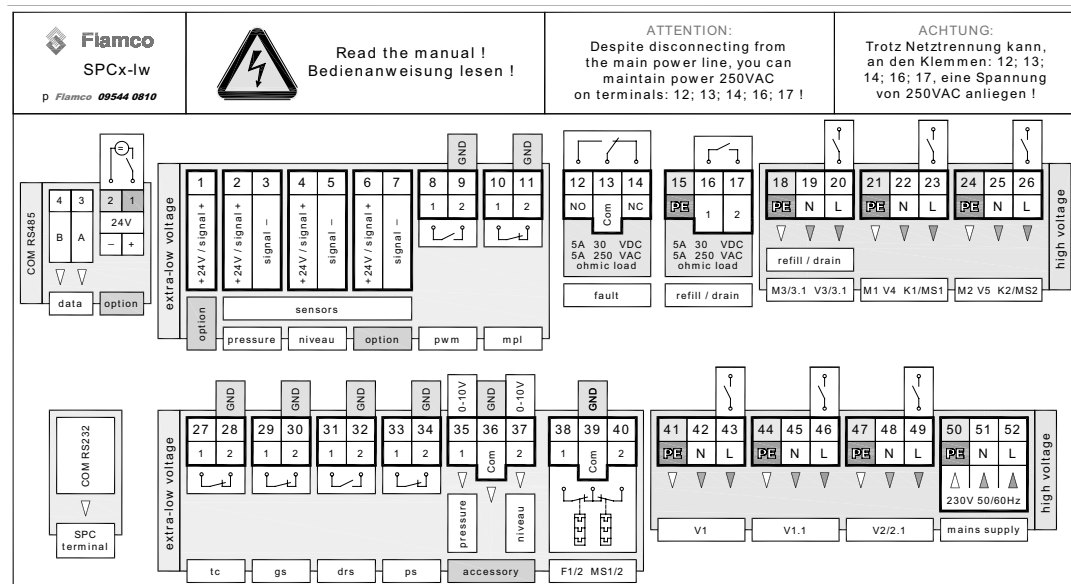 Flamco
SPCx-lw
p Flamco 09544 0810
Read the manual !
Bedienanweisung lesen !
ATTENTION:
Despite disconnecting from
the main power line, you can
maintain power 250VAC
on terminals: 12; 13; 14; 16; 17 !
ACHTUNG:
Trotz Netztrennung kann,
an den Klemmen: 12; 13;
14; 16; 17, eine Spannung
von 250VAC anliegen !
COM RS485
4 3 2 1
B A 24V
– +
data option
extra-low voltage
GND GND
1 2 3 4 5 6 7 8 9 10 11
+24V/signal + +24V/signal + signal – +24V/signal + signal – +24V/signal + signal – 1 2 1 2
option
sensors
pressure niveau option pwm mpl
12 13 14
NO Com NC
5A 30 VDC
5A 250 VAC
ohmic load
fault
15 16 17
PE 1 2
5A 30 VDC
5A 250 VAC
ohmic load
refill / drain
18 19 20 21 22 23 24 25 26
PE N L PE N L PE N L
refill / drain
M3/3.1 V3/3.1 M1 V4 K1/MS1 M2 V5 K2/MS2
high voltage
COM RS232
SPC
terminal
extra-low voltage
GND GND GND GND 0-10V GND 0-10V GND
27 28 29 30 31 32 33 34 35 36 37 38 39 40
1 2 1 2 1 2 1 2 1 Com 2 1 Com 2
pressure niveau
tc gs drs ps accessory F1/2 MS1/2
41 42 43 44 45 46 47 48 49 50 51 52
PE N L PE N L PE N L PE N L
230V 50/60Hz
V1 V1.1 V2/2.1 mains supply
high voltage